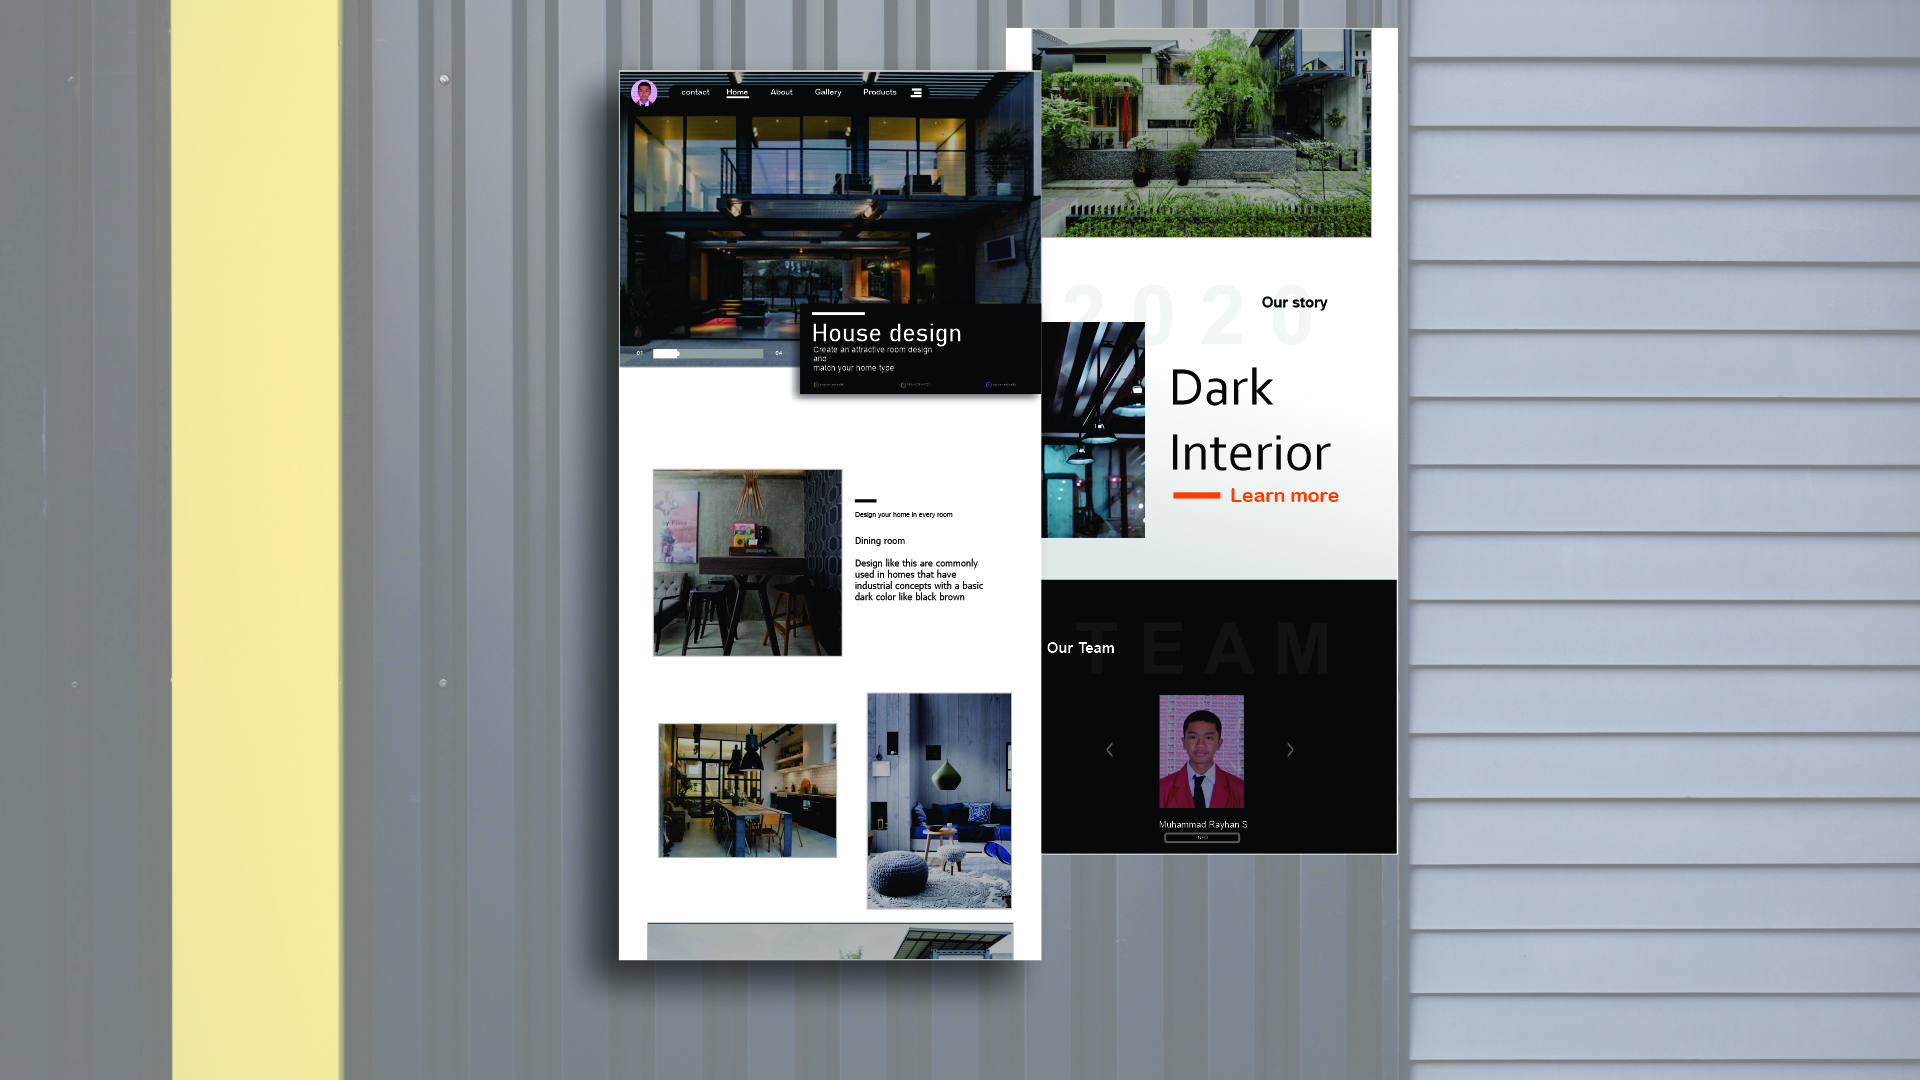 contact Home About Gallery Products
01
04
House design
Create an attractive room design
and
match your home type
Design your home in every room
Dining room
Design like this are commonly
used in homes that have
industrial concepts with a basic
dark color like black brown
2020
Our story
Dark
Interior
Learn more
TEAM
Our Team
Muhammad Rayhan S
INFO